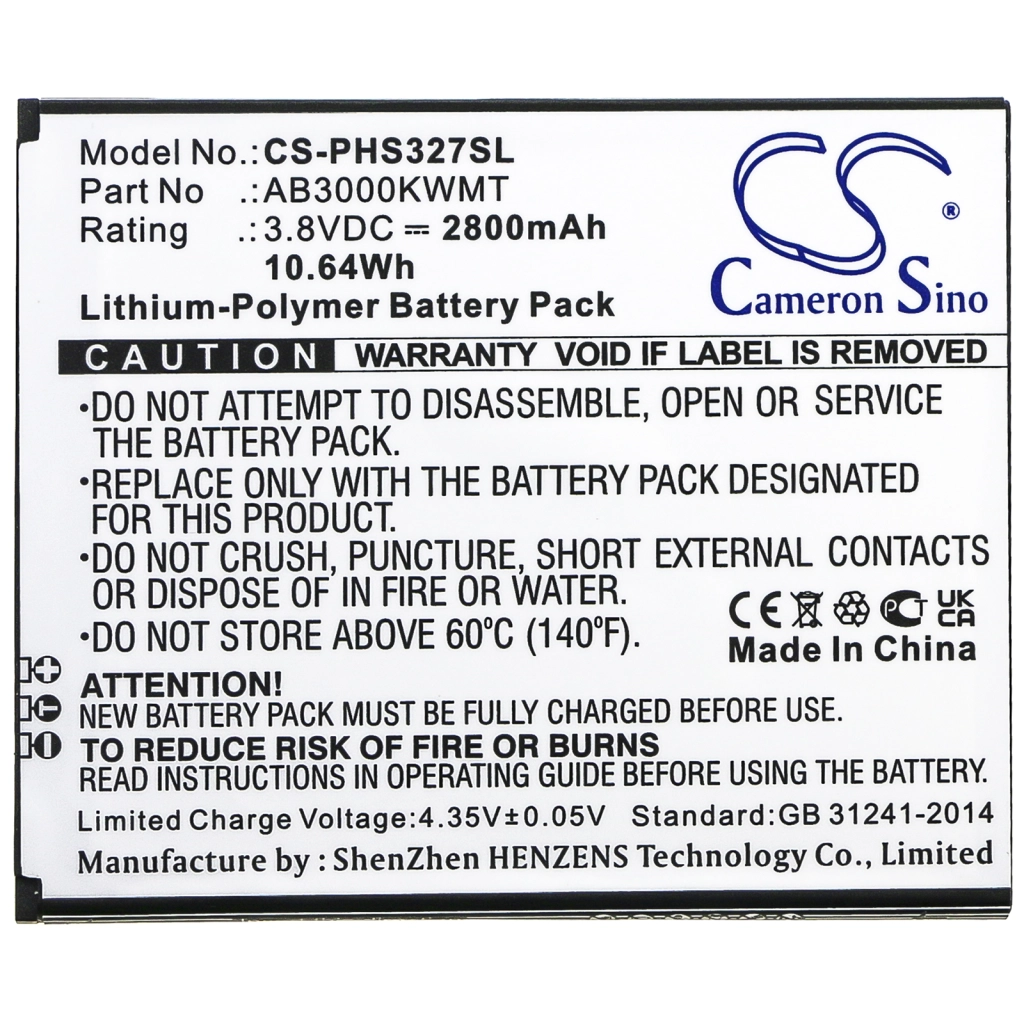 Model No.:CS-PHS327SL
Part No .:AB3000KWMT
Rating .:3.8VDC ⎓ 2800mAh
10.64Wh
Lithium-Polymer Battery Pack
CS ®
Cameron Sino
CAUTION WARRANTY VOID IF LABEL IS REMOVED
•DO NOT ATTEMPT TO DISASSEMBLE, OPEN OR SERVICE
THE BATTERY PACK.
•REPLACE ONLY WITH THE BATTERY PACK DESIGNATED
FOR THIS PRODUCT.
•DO NOT CRUSH, PUNCTURE, SHORT EXTERNAL CONTACTS
OR DISPOSE OF IN FIRE OR WATER.
•DO NOT STORE ABOVE 60ºC (140ºF).
CE PCT UK
CA
Made In China
+
T
-
ATTENTION!
NEW BATTERY PACK MUST BE FULLY CHARGED BEFORE USE.
TO REDUCE RISK OF FIRE OR BURNS
READ INSTRUCTIONS IN OPERATING GUIDE BEFORE USING THE BATTERY.
Limited Charge Voltage:4.35V±0.05V Standard:GB 31241-2014
Manufacture by : ShenZhen HENZENS Technology Co., Limited